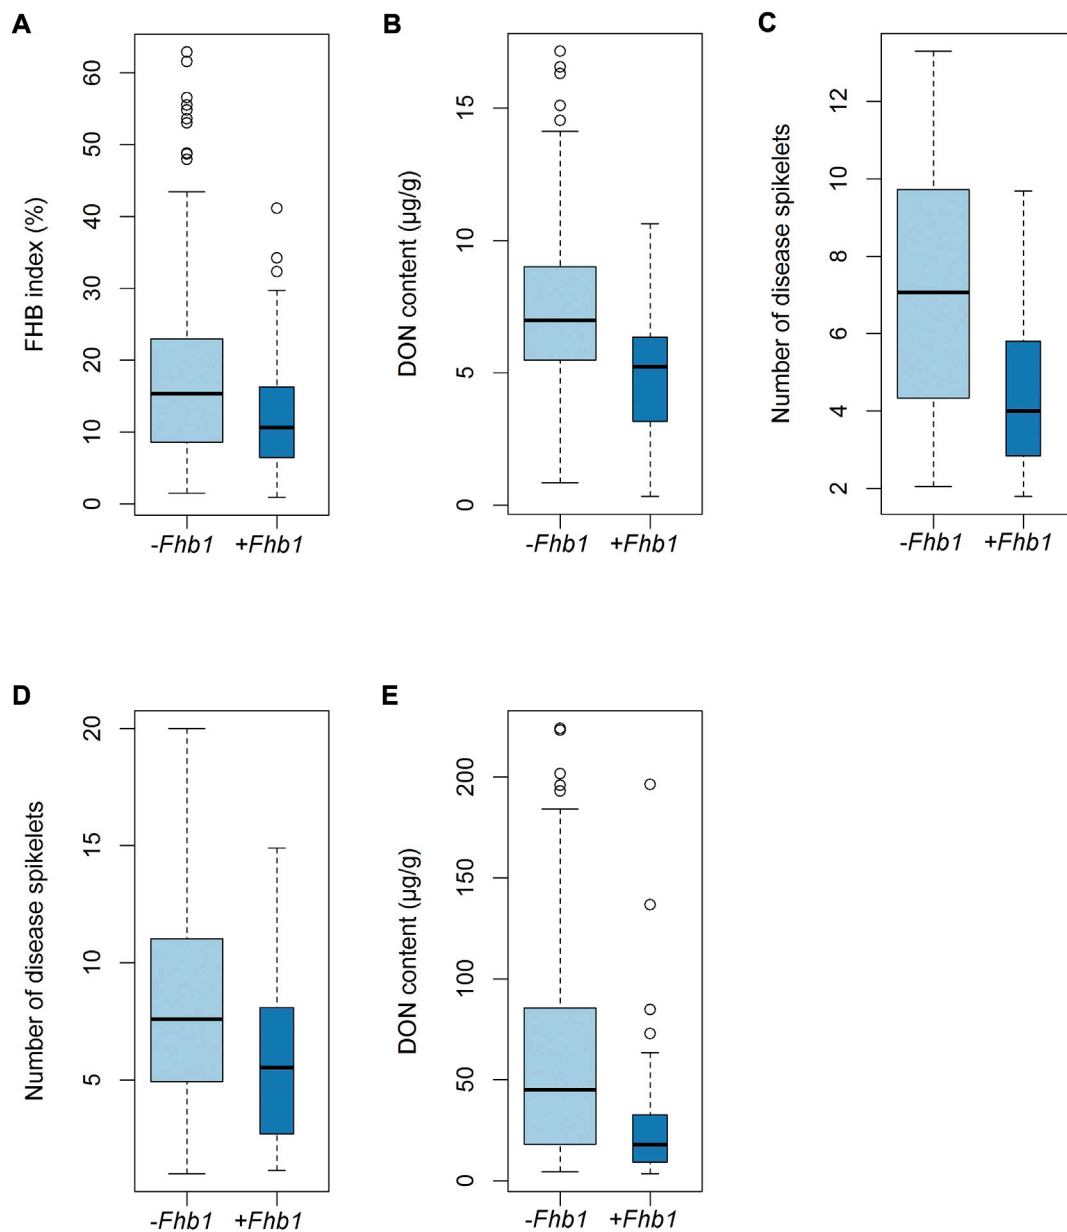 A
FHB index (%)
60
50
40
30
20
10
0
-Fhb1 +Fhb1
B
DON content (µg/g)
15
10
5
0
-Fhb1 +Fhb1
C
Number of disease spikelets
12
10
8
6
4
2
-Fhb1 +Fhb1
D
Number of disease spikelets
20
15
10
5
-Fhb1 +Fhb1
E
DON content (µg/g)
200
150
100
50
0
-Fhb1 +Fhb1